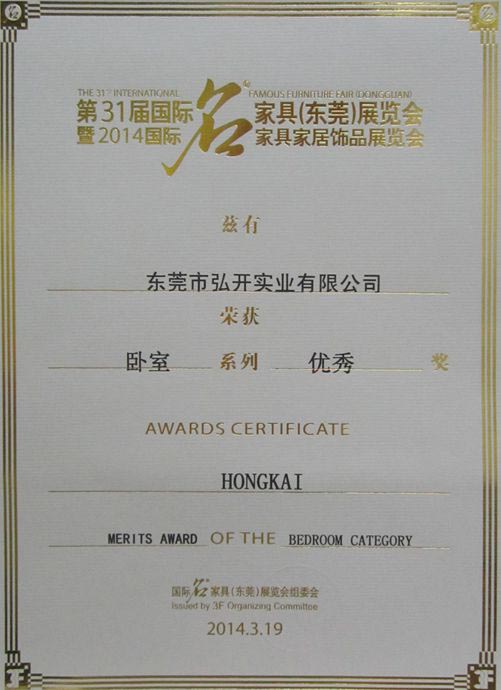 THE 31ST INTERNATIONAL FAMOUS FURNITURE FAIR (DONGGUAN)
第31届国际名家具(东莞)展览会
暨2014国际家具家居饰品展览会
兹有
东莞市弘开实业有限公司
荣获
卧室 系列 优秀 奖
AWARDS CERTIFICATE
HONGKAI
MERITS AWARD OF THE BEDROOM CATEGORY
国际名家具(东莞)展览会组委会
Issued by 3F Organizing Committee
2014.3.19